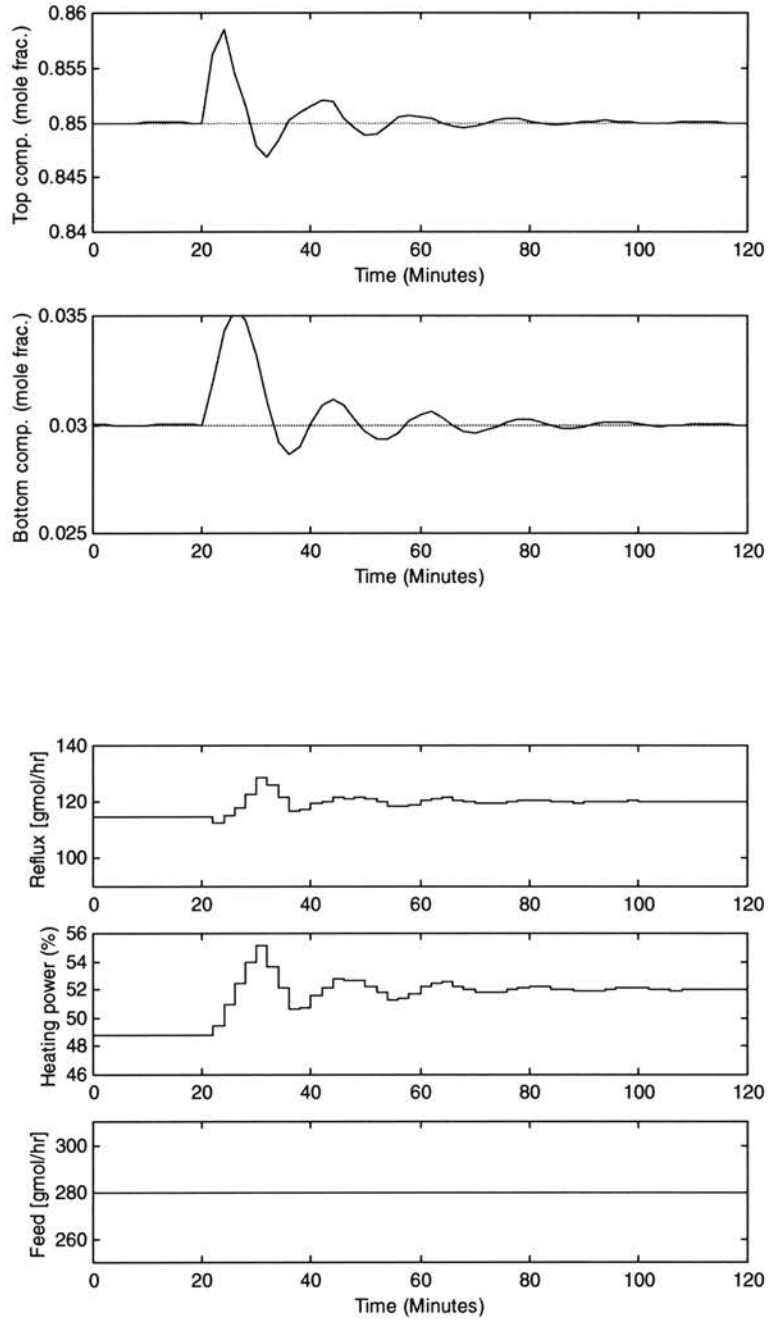 Top comp. (mole frac.)
0.86
0.855
0.85
0.845
0.84
0 20 40 60 80 100 120
Time (Minutes)
Bottom comp. (mole frac.)
0.035
0.03
0.025
0 20 40 60 80 100 120
Time (Minutes)
Reflux [gmol/hr]
140
120
100
0 20 40 60 80 100 120
Heating power (%)
56
54
52
50
48
46
0 20 40 60 80 100 120
Feed [gmol/hr]
300
280
260
0 20 40 60 80 100 120
Time (Minutes)